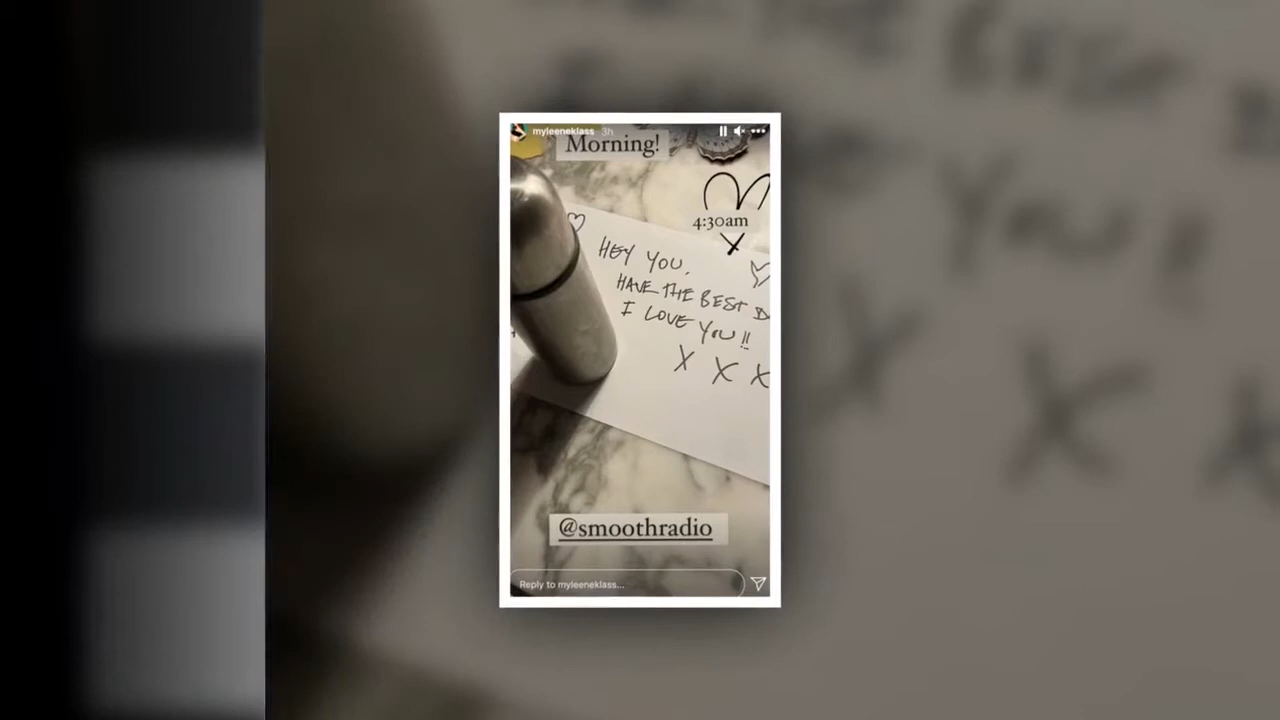 myleeneklass 3h
Morning!
4:30am
X
HEY YOU,
HAVE THE BEST
I LOVE YOU!!
X X X
@smoothradio
Reply to myleeneklass...